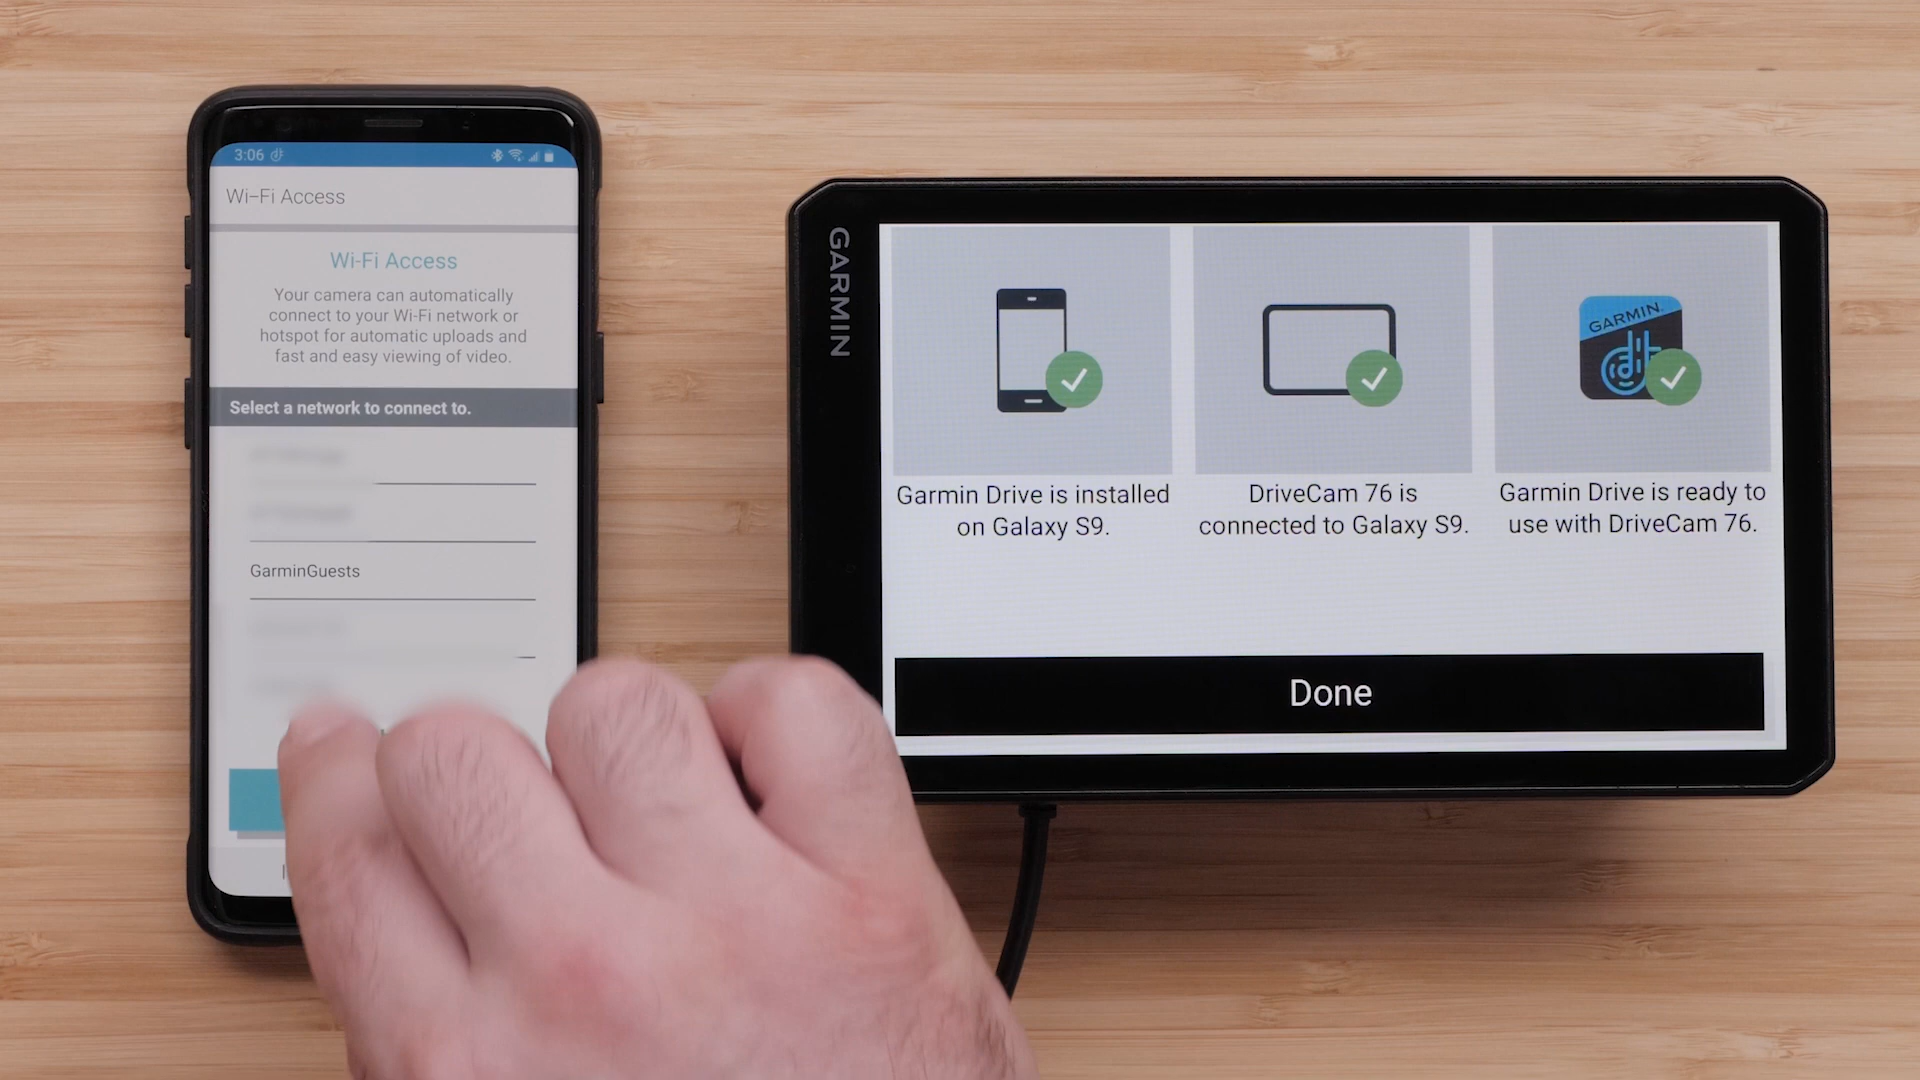 3:06
Wi-Fi Access
Wi-Fi Access
Your camera can automatically
connect to your Wi-Fi network or
hotspot for automatic uploads and
fast and easy viewing of video.
Select a network to connect to.
GarminGuests
GARMIN
GARMIN
Garmin Drive is installed
on Galaxy S9.
DriveCam 76 is
connected to Galaxy S9.
Garmin Drive is ready to
use with DriveCam 76.
Done